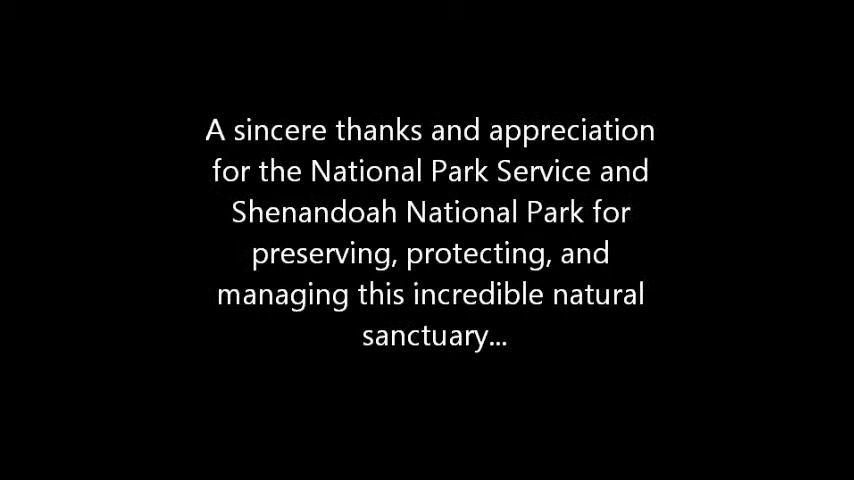 A sincere thanks and appreciation
for the National Park Service and
Shenandoah National Park for
preserving, protecting, and
managing this incredible natural
sanctuary...